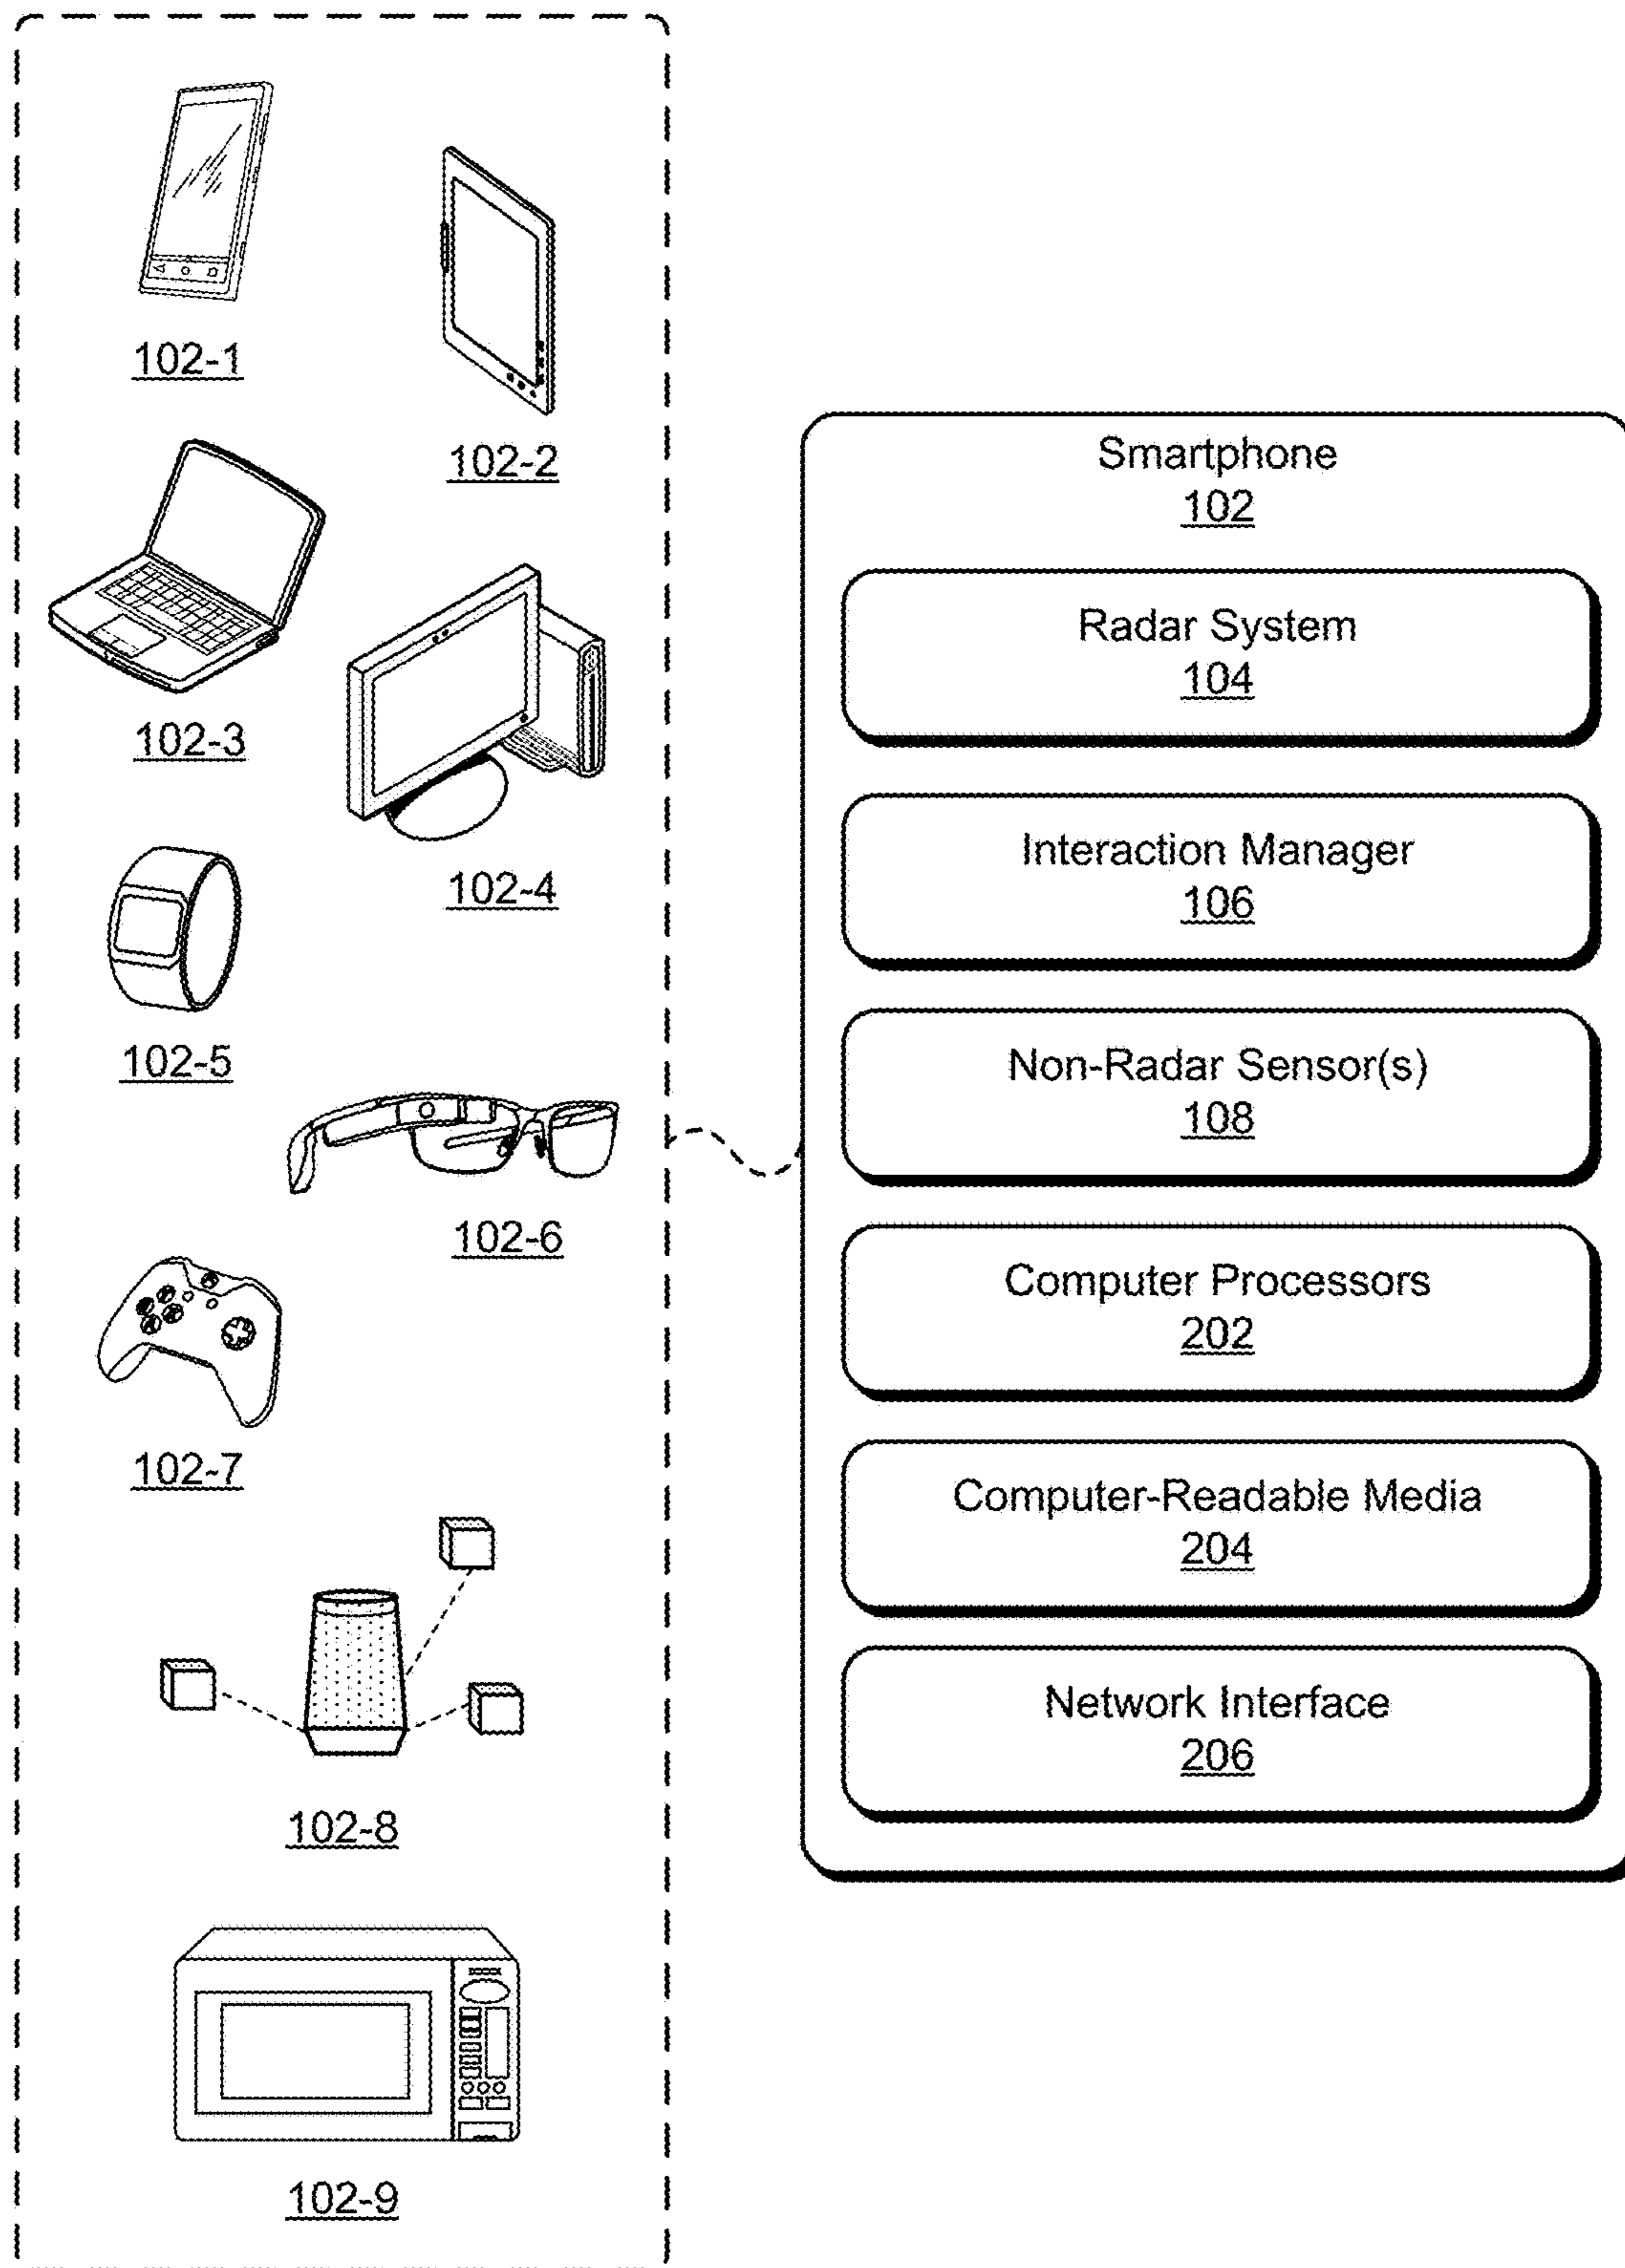 102-1
102-2
102-3
102-4
102-5
102-6
102-7
102-8
102-9
Smartphone
102
Radar System
104
Interaction Manager
106
Non-Radar Sensor(s)
108
Computer Processors
202
Computer-Readable Media
204
Network Interface
206